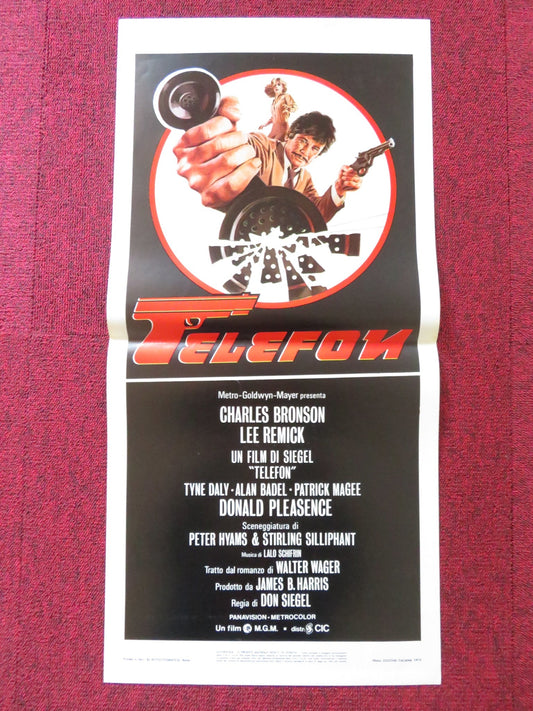 TELEFON
Metro-Goldwyn-Mayer presenta
CHARLES BRONSON
LEE REMICK
UN FILM DI SIEGEL
"TELEFON"
TYNE DALY·ALAN BADEL·PATRICK MAGEE
DONALD PLEASENCE
Sceneggiatura di
PETER HYAMS & STIRLING SILLIPHANT
Musica di LALO SCHIFRIN
Tratto dal romanzo di WALTER WAGER
Prodotto da JAMES B. HARRIS
Regia di DON SIEGEL
PANAVISION - METROCOLOR
Un film M.G.M. · distr. CIC